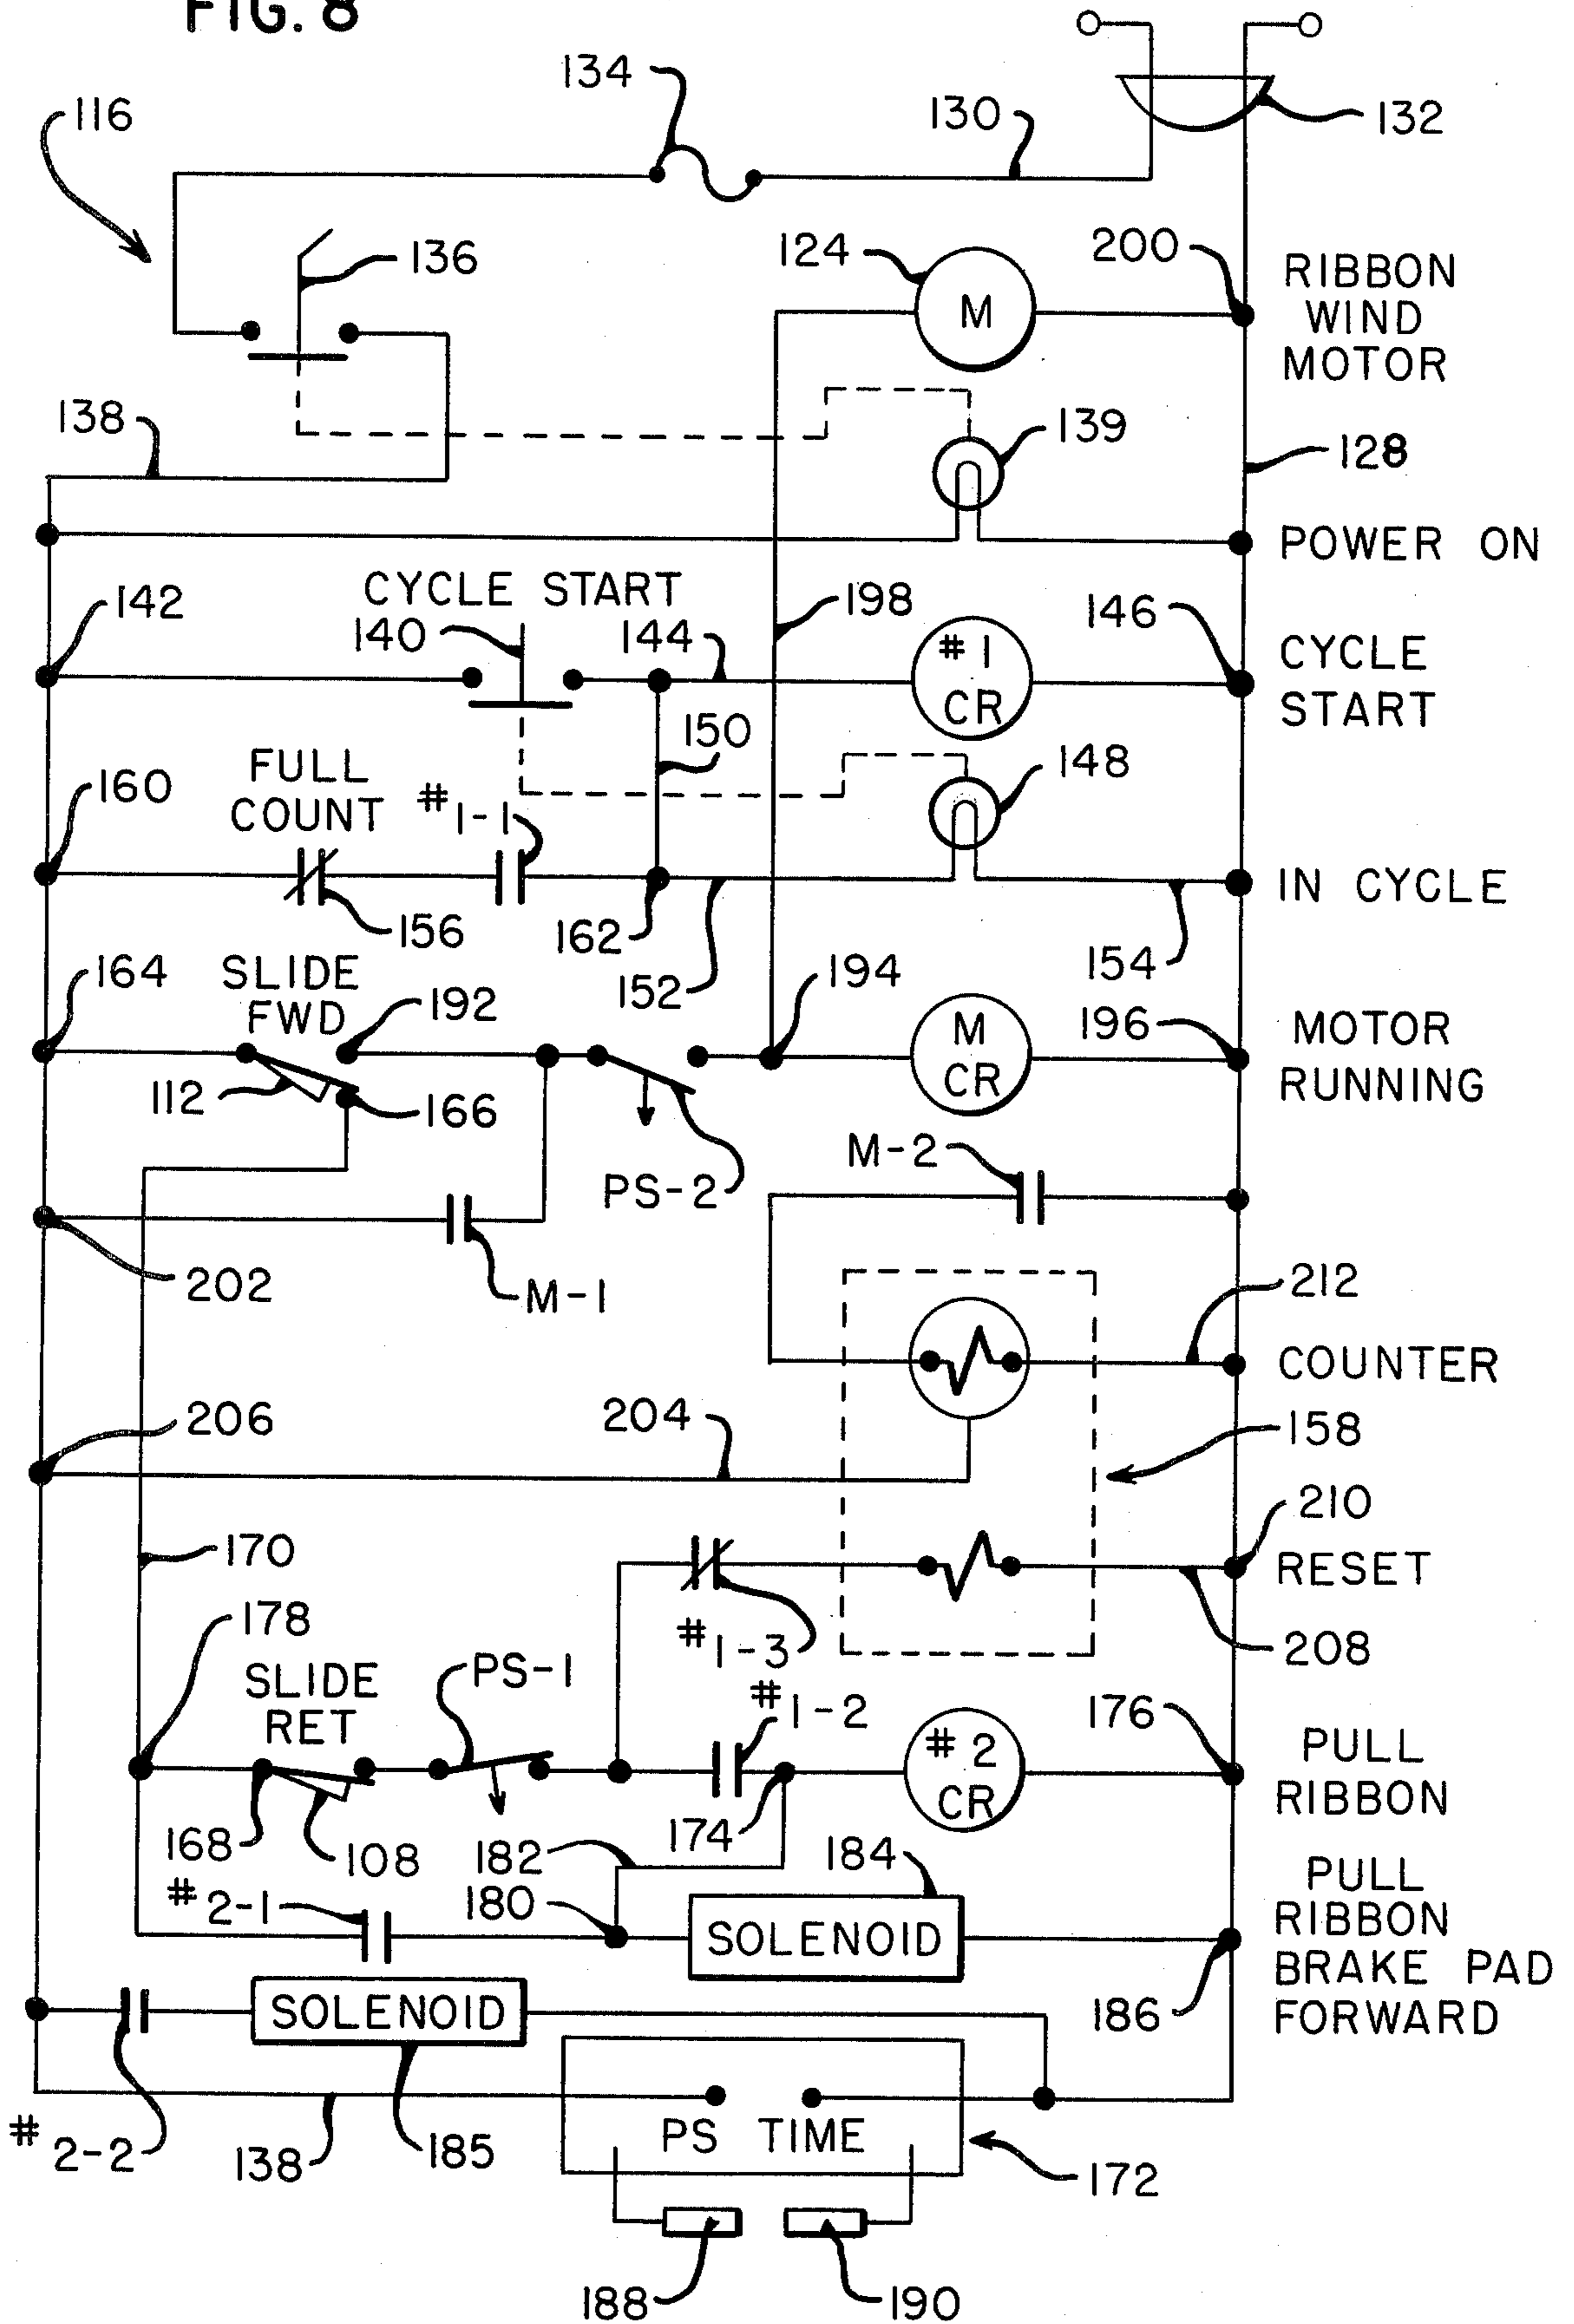 FIG. 8
134
116
130
132
136
124
M
200
RIBBON
WIND
MOTOR
138
139
128
POWER ON
142
CYCLE START
140
144
198
146
# 1
CR
CYCLE
START
150
160
FULL
COUNT
# 1-1
148
156
162
152
154
IN CYCLE
164
SLIDE
FWD
192
194
M
CR
196
MOTOR
RUNNING
112
166
PS-2
M-2
202
M-1
212
COUNTER
206
204
158
210
170
RESET
178
# 1-3
208
SLIDE
RET
PS-1
# 1-2
176
# 2
CR
PULL
RIBBON
168
108
182
174
184
# 2-1
180
SOLENOID
PULL
RIBBON
BRAKE PAD
FORWARD
SOLENOID
186
PS TIME
# 2-2
138
185
172
188
190